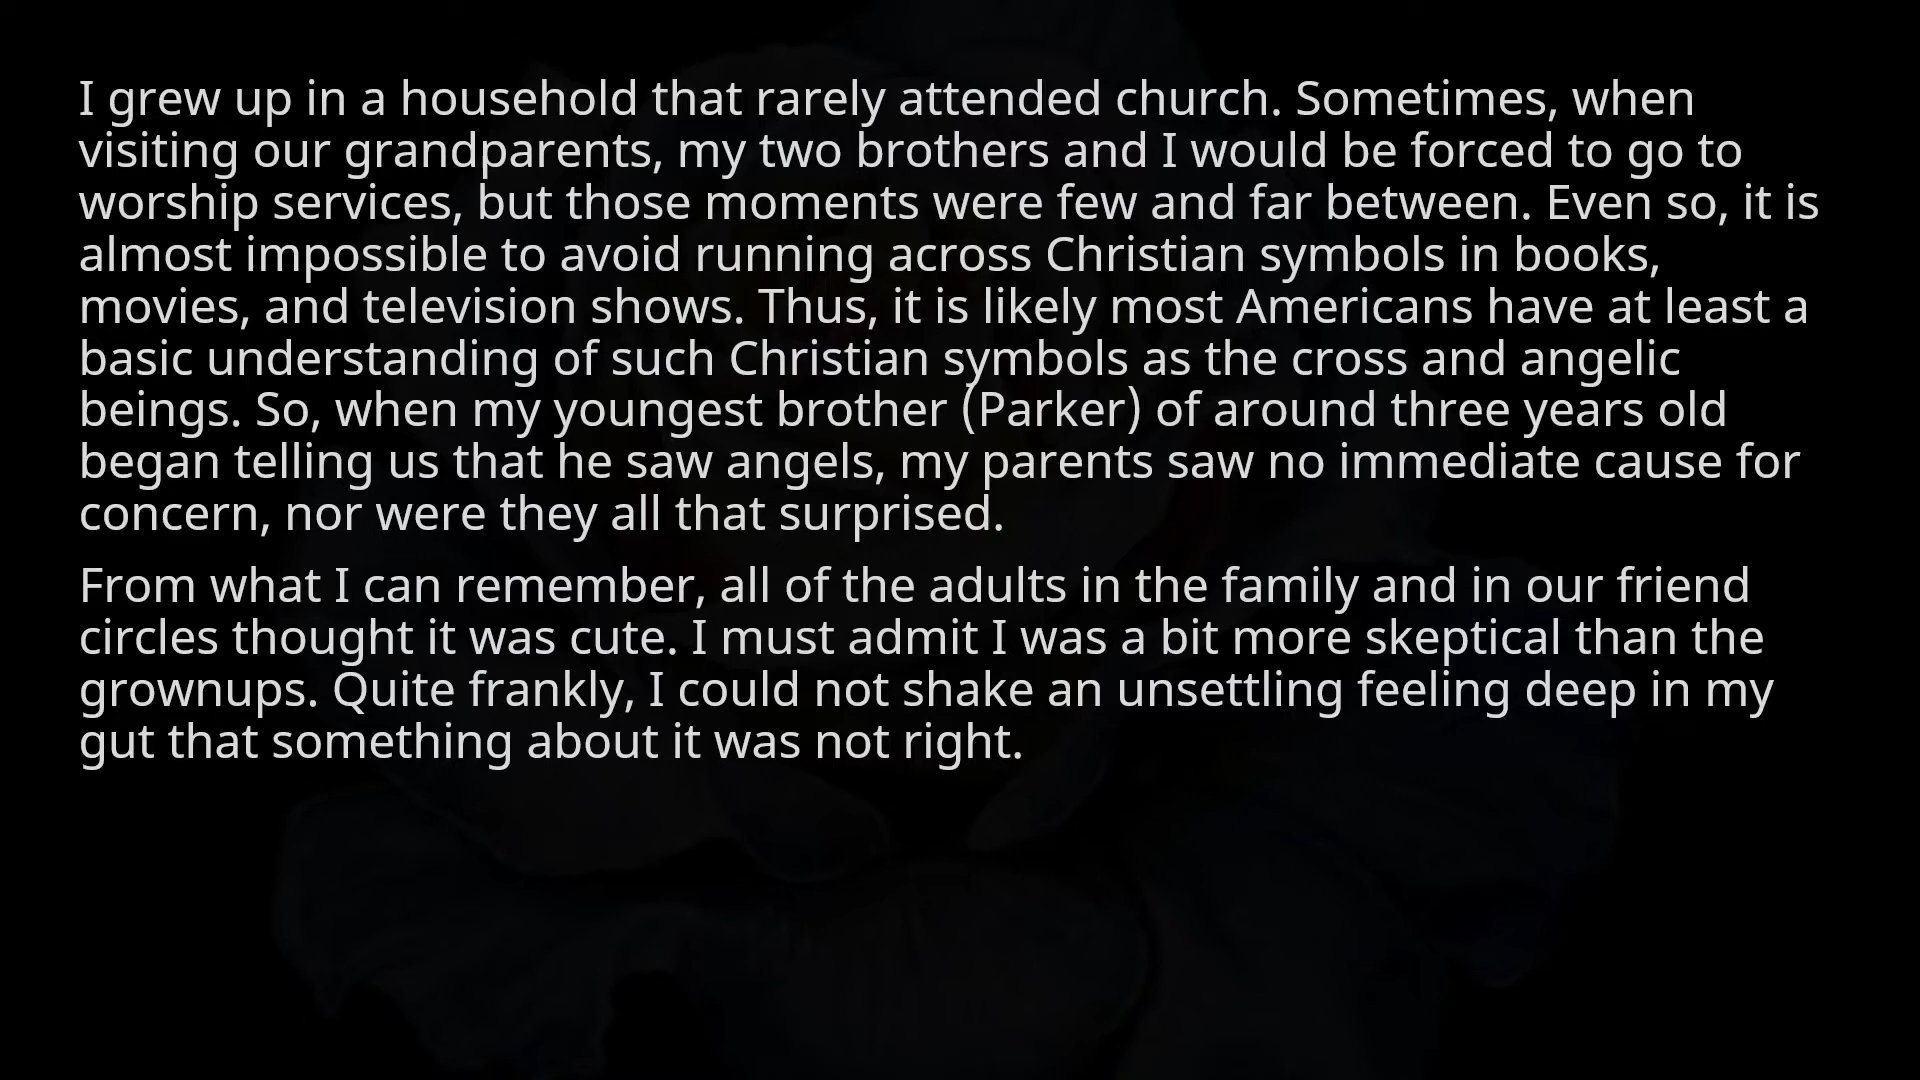 I grew up in a household that rarely attended church. Sometimes, when
visiting our grandparents, my two brothers and I would be forced to go to
worship services, but those moments were few and far between. Even so, it is
almost impossible to avoid running across Christian symbols in books,
movies, and television shows. Thus, it is likely most Americans have at least a
basic understanding of such Christian symbols as the cross and angelic
beings. So, when my youngest brother (Parker) of around three years old
began telling us that he saw angels, my parents saw no immediate cause for
concern, nor were they all that surprised.
From what I can remember, all of the adults in the family and in our friend
circles thought it was cute. I must admit I was a bit more skeptical than the
grownups. Quite frankly, I could not shake an unsettling feeling deep in my
gut that something about it was not right.